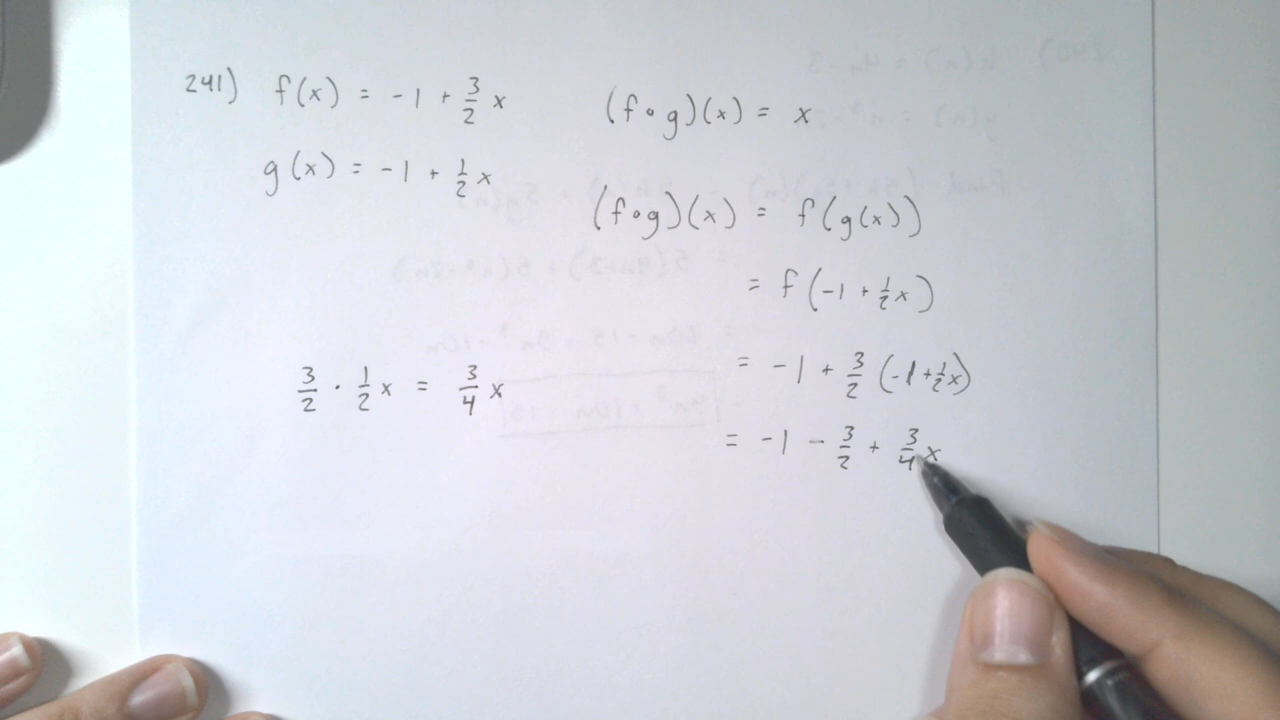 241) f(x) = -1 + 3/2 x
g(x) = -1 + 1/2 x
3/2 · 1/2 x = 3/4 x
(f∘g)(x) = x
(f∘g)(x) = f(g(x))
= f(-1 + 1/2 x)
= -1 + 3/2 (-1 + 1/2 x)
= -1 - 3/2 + 3/4 x